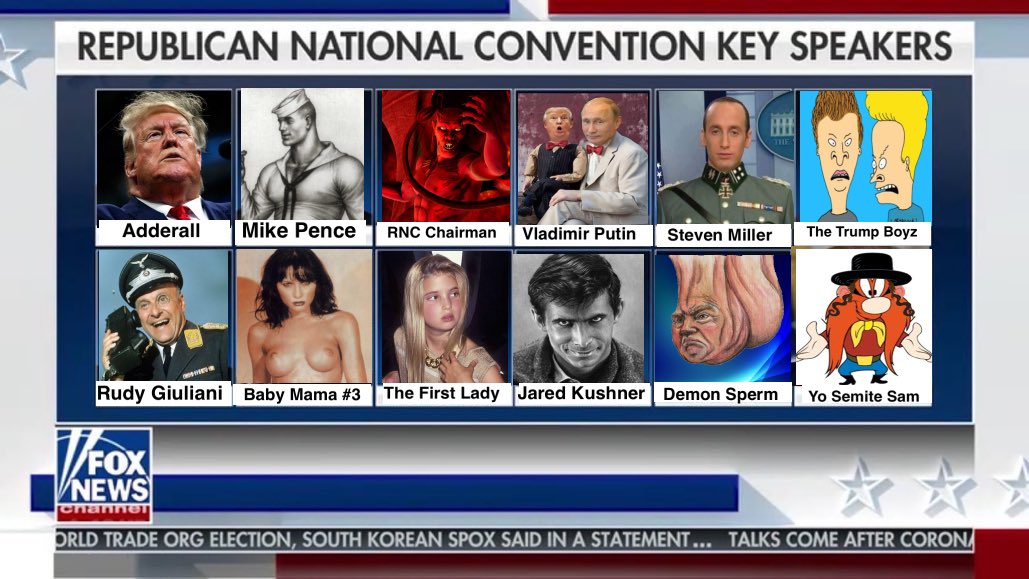 REPUBLICAN NATIONAL CONVENTION KEY SPEAKERS
Adderall
Mike Pence
RNC Chairman
Vladimir Putin
Steven Miller
The Trump Boyz
Rudy Giuliani
Baby Mama #3
The First Lady
Jared Kushner
Demon Sperm
Yo Semite Sam
FOX
NEWS
channel
ORLD TRADE ORG ELECTION, SOUTH KOREAN SPOX SAID IN A STATEMENT... TALKS COME AFTER CORONA